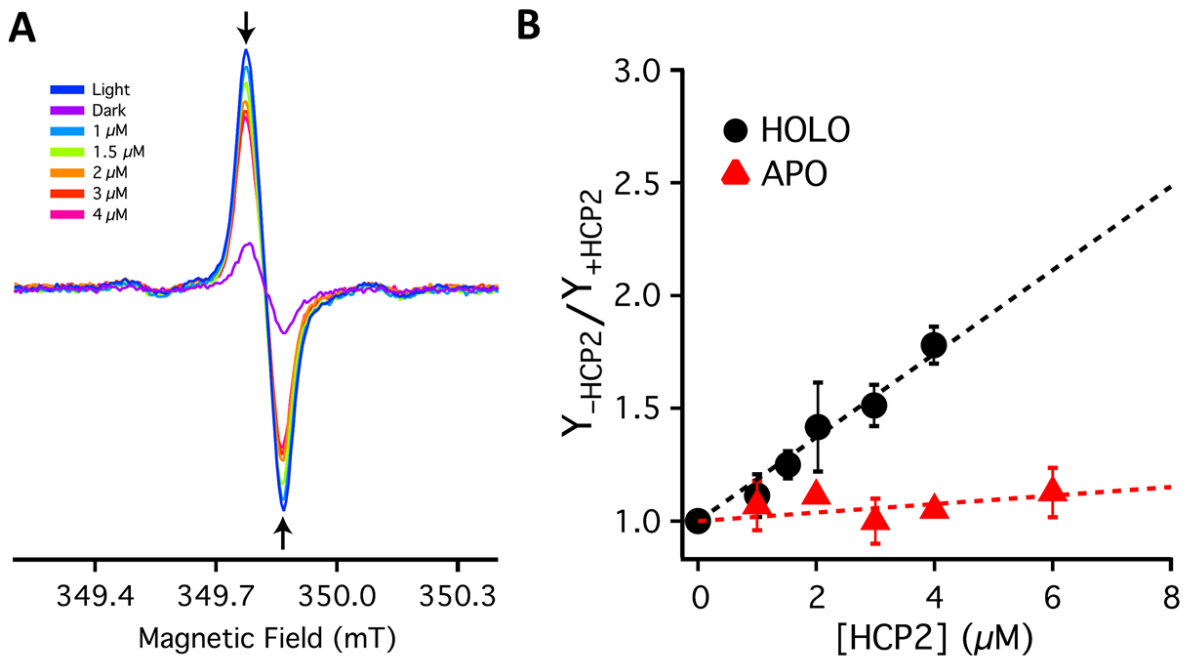 A
Light
Dark
1 μM
1.5 μM
2 μM
3 μM
4 μM
349.4 349.7 350.0 350.3
Magnetic Field (mT)
B
Y−HCP2/Y+HCP2
3.0
2.5
2.0
1.5
1.0
HOLO
APO
0 2 4 6 8
[HCP2] (μM)